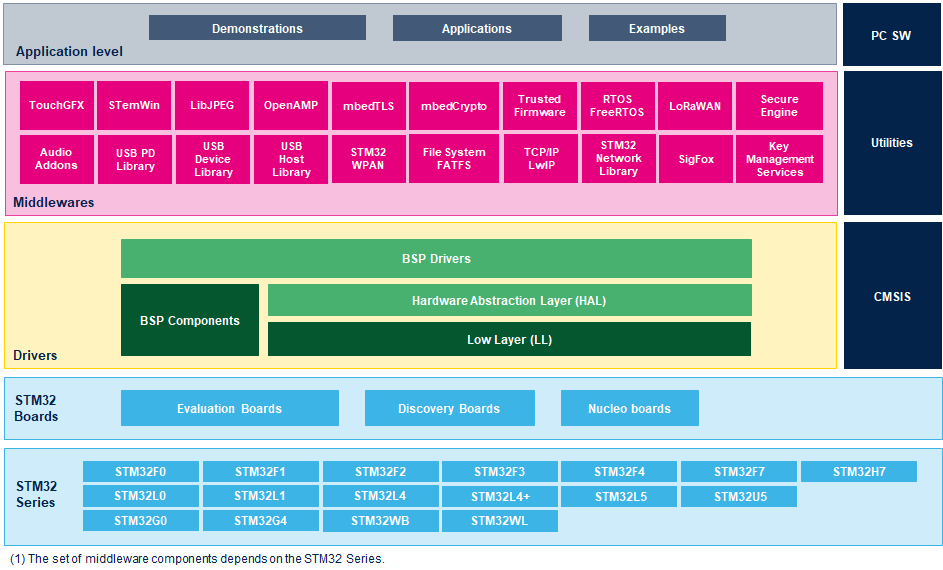 Demonstrations
Applications
Examples
Application level
PC SW
TouchGFX
STemWin
LibJPEG
OpenAMP
mbedTLS
mbedCrypto
Trusted
Firmware
RTOS
FreeRTOS
LoRaWAN
Secure
Engine
Audio
Addons
USB PD
Library
USB
Device
Library
USB
Host
Library
STM32
WPAN
File System
FATFS
TCP/IP
LwIP
STM32
Network
Library
SigFox
Key
Management
Services
Middlewares
Utilities
BSP Drivers
BSP Components
Hardware Abstraction Layer (HAL)
Low Layer (LL)
Drivers
CMSIS
STM32
Boards
Evaluation Boards
Discovery Boards
Nucleo boards
STM32
Series
STM32F0
STM32F1
STM32F2
STM32F3
STM32F4
STM32F7
STM32H7
STM32L0
STM32L1
STM32L4
STM32L4+
STM32L5
STM32U5
STM32G0
STM32G4
STM32WB
STM32WL
(1) The set of middleware components depends on the STM32 Series.